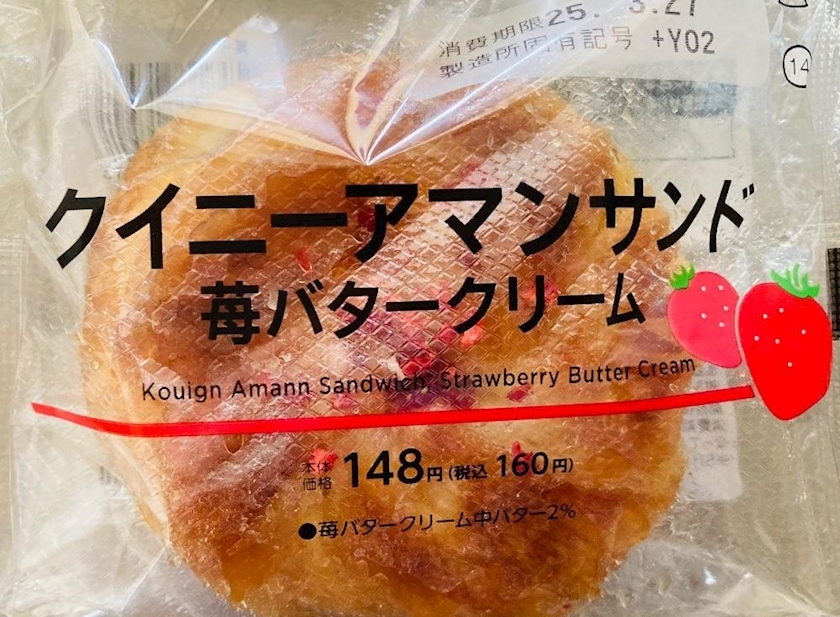 消費期限25. 3.27
製造所固有記号 +Y02
14
クイニーアマンサンド
苺バタークリーム
Kouign Amann Sandwich, Strawberry Butter Cream
本体価格 148円(税込 160円)
●苺バタークリーム中バター2%